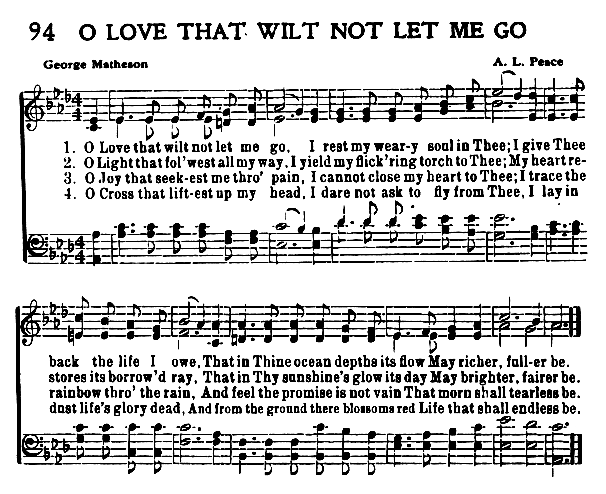 94 O LOVE THAT WILT NOT LET ME GO
George Matheson A. L. Peace
1. O Love that wilt not let me go, I rest my wear-y soul in Thee; I give Thee
2. O Light that fol'west all my way, I yield my flick'ring torch to Thee; My heart re-
3. O Joy that seek-est me thro' pain, I cannot close my heart to Thee; I trace the
4. O Cross that lift-est up my head, I dare not ask to fly from Thee, I lay in
back the life I owe, That in Thine ocean depths its flow May richer, full-er be.
stores its borrow'd ray, That in Thy sunshine's glow its day May brighter, fairer be.
rainbow thro' the rain, And feel the promise is not vain That morn shall tearless be.
dust life's glory dead, And from the ground there blossoms red Life that shall endless be.